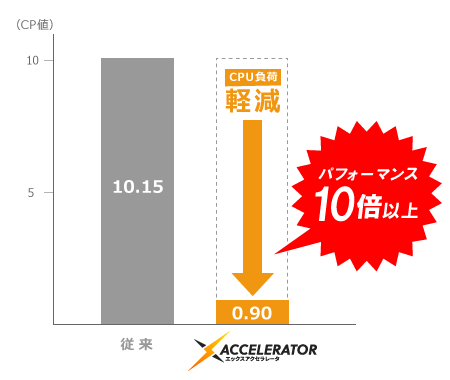 （CP値）
10
CPU負荷
軽減
10.15
パフォーマンス
10倍以上
5
0.90
従来
ACCELERATOR
エックスアクセラレータ